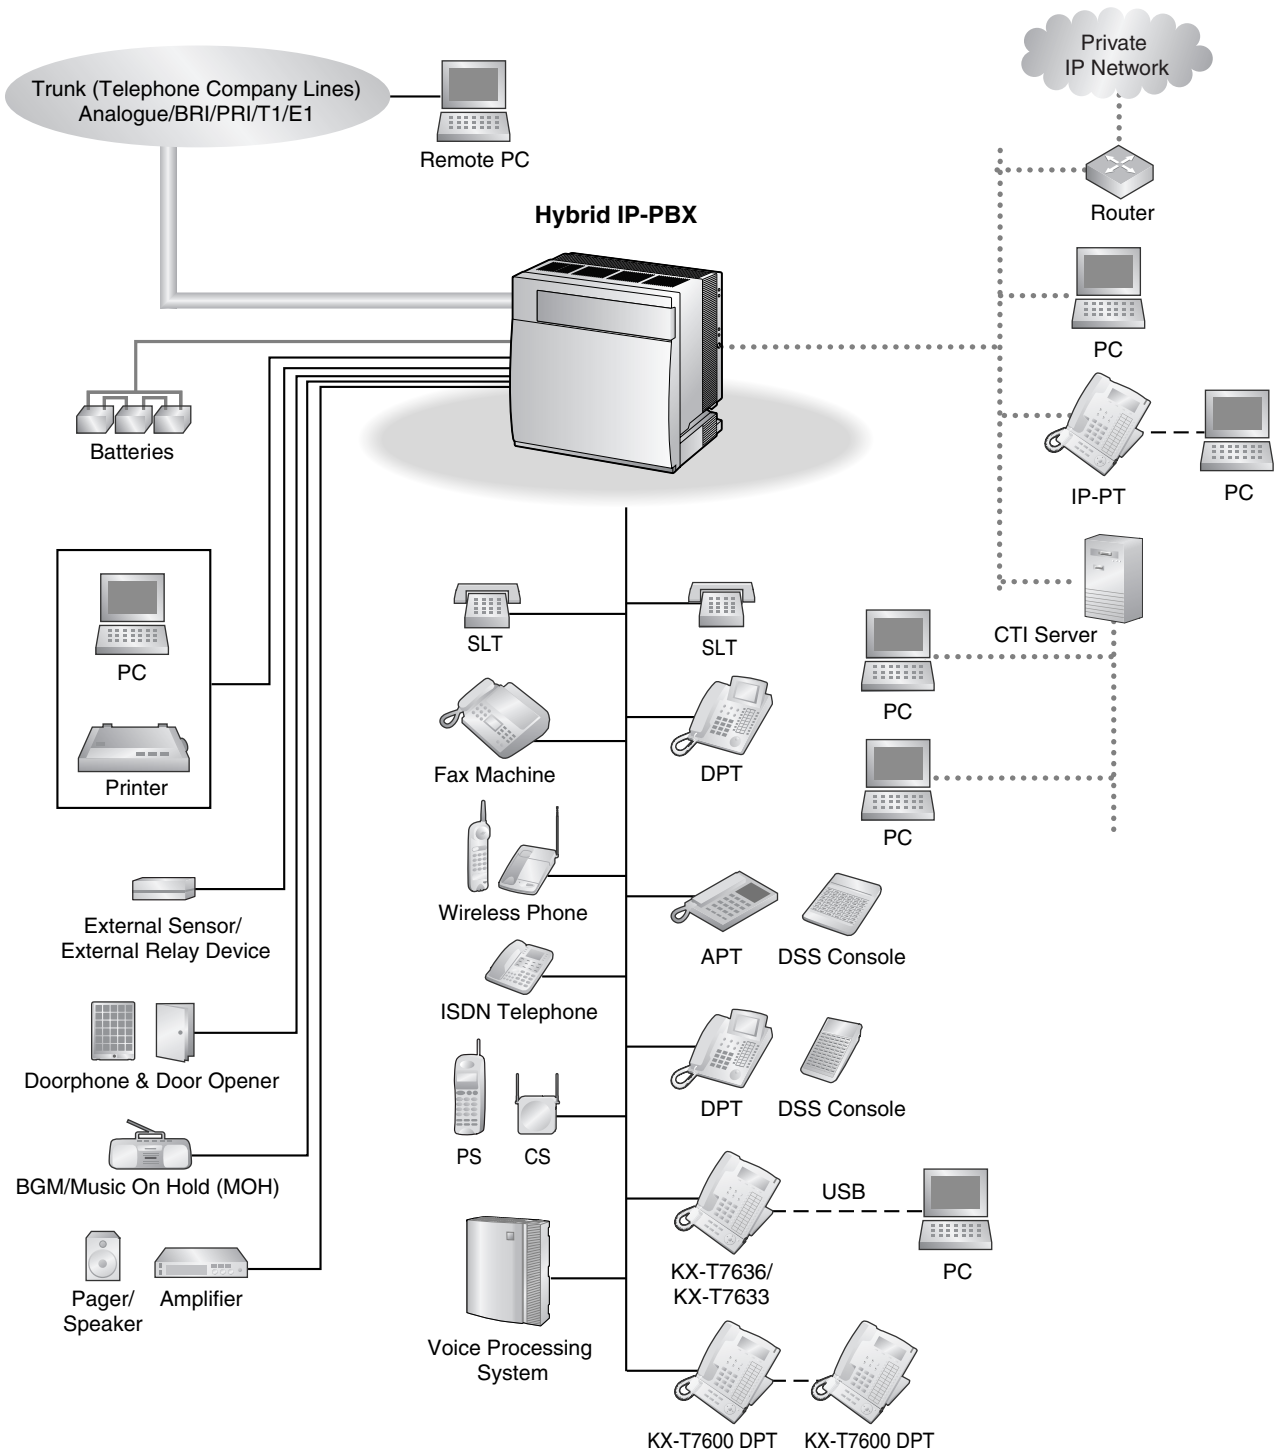 Private
IP Network
Trunk (Telephone Company Lines)
Analogue/BRI/PRI/T1/E1
Remote PC
Router
Hybrid IP-PBX
PC
Batteries
IP-PT
PC
CTI Server
PC
Printer
SLT
SLT
PC
Fax Machine
DPT
PC
Wireless Phone
External Sensor/
External Relay Device
APT
DSS Console
ISDN Telephone
Doorphone & Door Opener
DPT
DSS Console
PS
CS
BGM/Music On Hold (MOH)
USB
KX-T7636/
KX-T7633
PC
Pager/
Speaker
Amplifier
Voice Processing
System
KX-T7600 DPT
KX-T7600 DPT